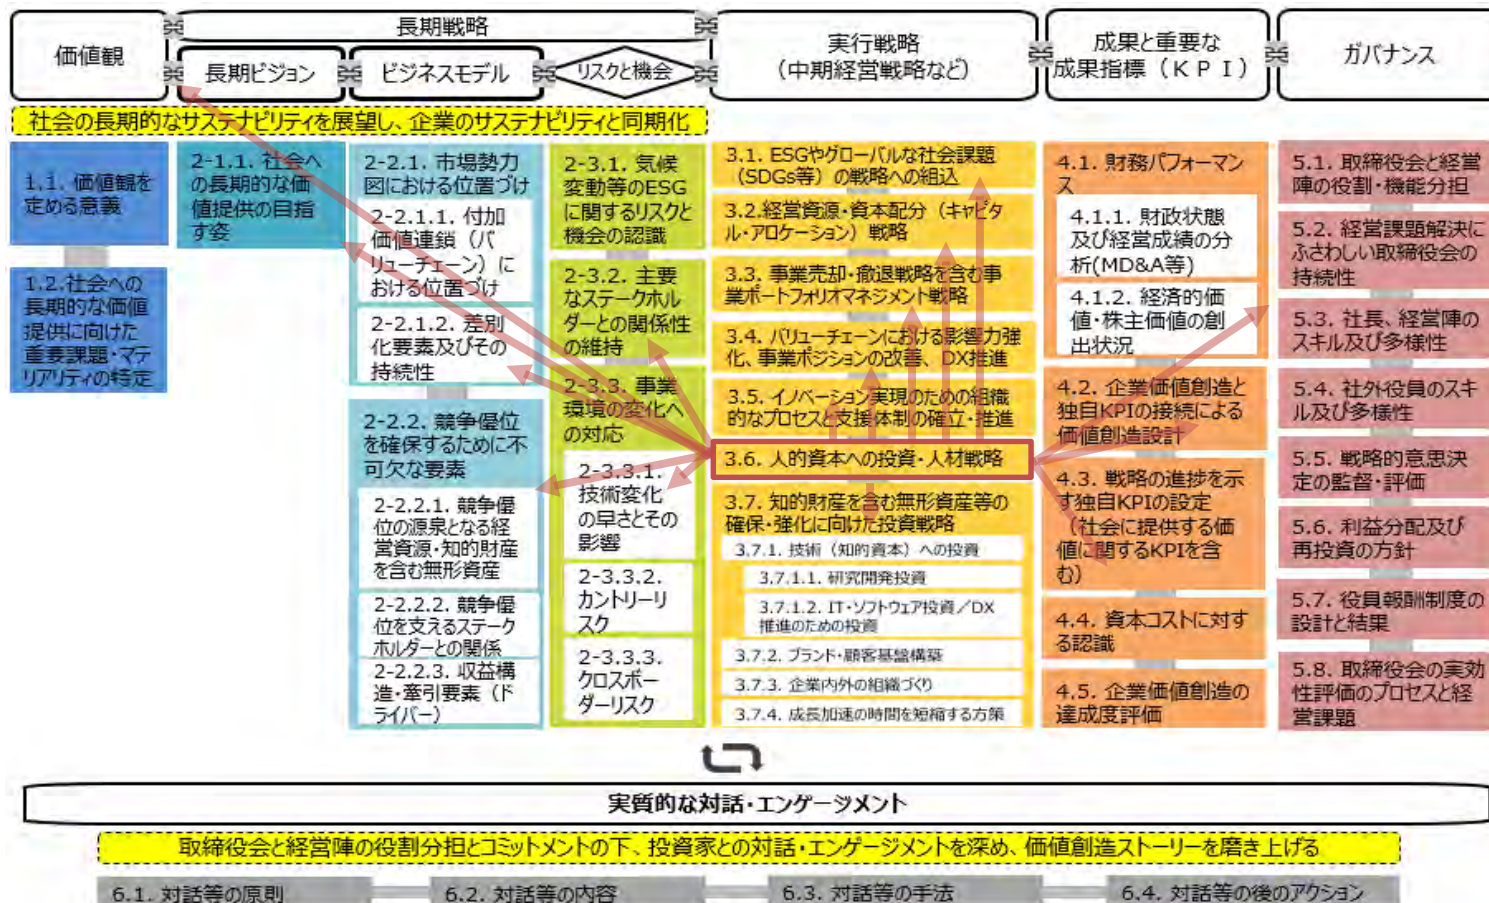 価値観
長期戦略
長期ビジョン
ビジネスモデル
リスクと機会
実行戦略
（中期経営戦略など）
成果と重要な
成果指標（ＫＰＩ）
ガバナンス
社会の長期的なサステナビリティを展望し、企業のサステナビリティと同期化
1.1. 価値観を
定める意義
1.2.社会への
長期的な価値
提供に向けた
重要課題・マテ
リアリティの特定
2-1.1. 社会へ
の長期的な価
値提供の目指
す姿
2-2.1. 市場勢力
図における位置づけ
2-2.1.1. 付加
価値連鎖（バ
リューチェーン）に
おける位置づけ
2-2.1.2. 差別
化要素及びその
持続性
2-2.2. 競争優位
を確保するために不
可欠な要素
2-2.2.1. 競争優
位の源泉となる経
営資源・知的財産
を含む無形資産
2-2.2.2. 競争優
位を支えるステーク
ホルダーとの関係
2-2.2.3. 収益構
造・牽引要素（ド
ライバー）
2-3.1. 気候
変動等のESG
に関するリスクと
機会の認識
2-3.2. 主要
なステークホル
ダーとの関係性
の維持
2-3.3. 事業
環境の変化へ
の対応
2-3.3.1.
技術変化
の早さとその
影響
2-3.3.2.
カントリーリ
スク
2-3.3.3.
クロスボー
ダーリスク
3.1. ESGやグローバルな社会課題
（SDGs等）の戦略への組込
3.2.経営資源・資本配分（キャピタ
ル・アロケーション）戦略
3.3. 事業売却・撤退戦略を含む事
業ポートフォリオマネジメント戦略
3.4. バリューチェーンにおける影響力強
化、事業ポジションの改善、DX推進
3.5. イノベーション実現のための組織
的なプロセスと支援体制の確立・推進
3.6. 人的資本への投資・人材戦略
3.7. 知的財産を含む無形資産等の
確保・強化に向けた投資戦略
3.7.1. 技術（知的資本）への投資
3.7.1.1. 研究開発投資
3.7.1.2. IT・ソフトウェア投資／DX
推進のための投資
3.7.2. ブランド・顧客基盤構築
3.7.3. 企業内外の組織づくり
3.7.4. 成長加速の時間を短縮する方策
4.1. 財務パフォーマン
ス
4.1.1. 財政状態
及び経営成績の分
析(MD&A等)
4.1.2. 経済的価
値・株主価値の創
出状況
4.2. 企業価値創造と
独自KPIの接続による
価値創造設計
4.3. 戦略の進捗を示
す独自KPIの設定
（社会に提供する価
値に関するKPIを含
む）
4.4. 資本コストに対す
る認識
4.5. 企業価値創造の
達成度評価
5.1. 取締役会と経営
陣の役割・機能分担
5.2. 経営課題解決に
ふさわしい取締役会の
持続性
5.3. 社長、経営陣の
スキル及び多様性
5.4. 社外役員のスキ
ル及び多様性
5.5. 戦略的意思決
定の監督・評価
5.6. 利益分配及び
再投資の方針
5.7. 役員報酬制度の
設計と結果
5.8. 取締役会の実効
性評価のプロセスと経
営課題
実質的な対話・エンゲージメント
取締役会と経営陣の役割分担とコミットメントの下、投資家との対話・エンゲージメントを深め、価値創造ストーリーを磨き上げる
6.1. 対話等の原則
6.2. 対話等の内容
6.3. 対話等の手法
6.4. 対話等の後のアクション